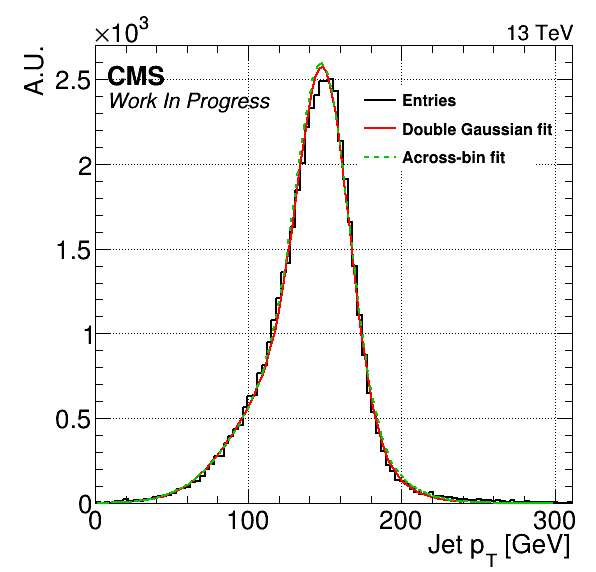 ×10³ 13 TeV
A.U.
CMS
Work In Progress
Entries
Double Gaussian fit
Across-bin fit
2.5
2
1.5
1
0.5
0
0 100 200 300
Jet p_T [GeV]